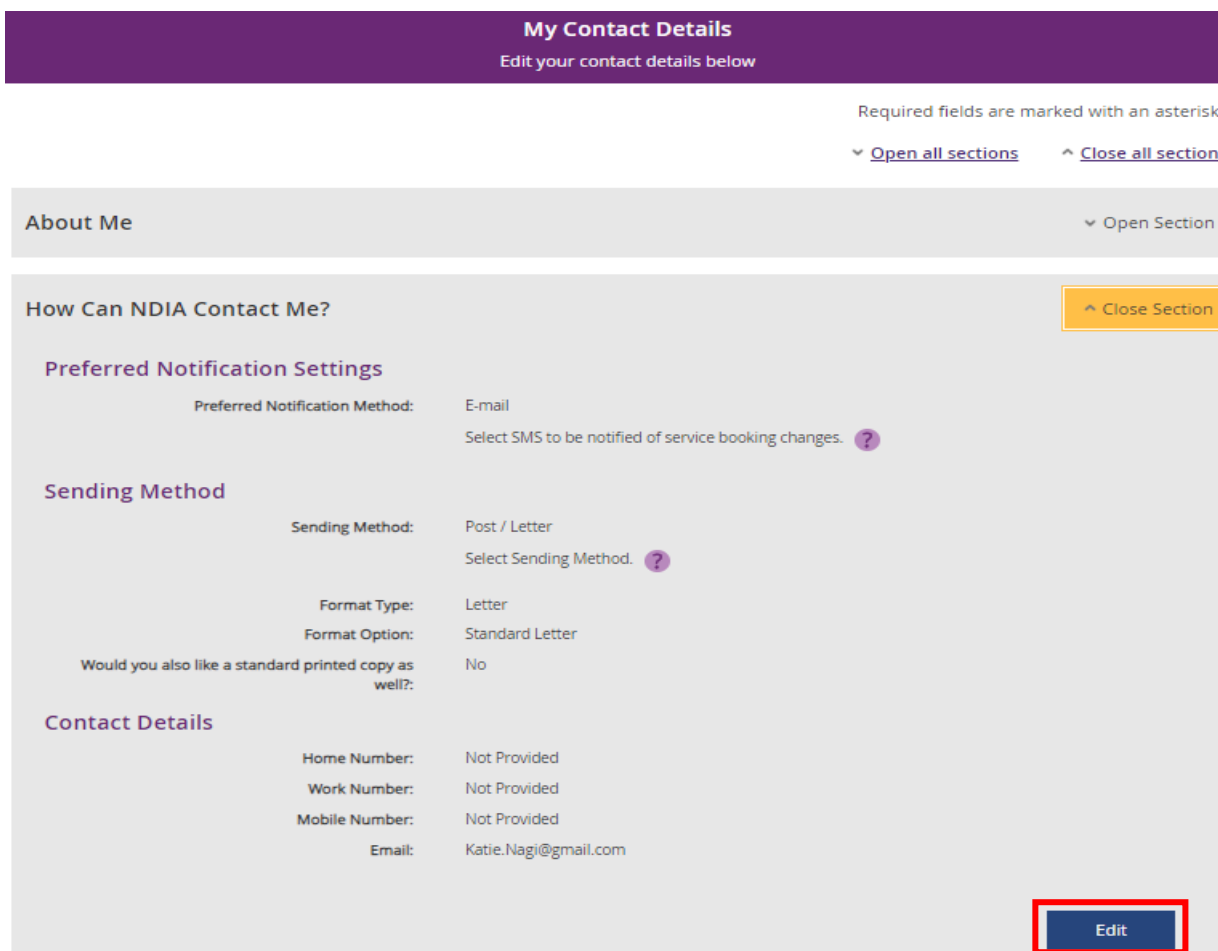 My Contact Details
Edit your contact details below
Required fields are marked with an asterisk
Open all sections
Close all section
About Me
Open Section
How Can NDIA Contact Me?
Close Section
Preferred Notification Settings
Preferred Notification Method: E-mail
Select SMS to be notified of service booking changes. ?
Sending Method
Sending Method: Post / Letter
Select Sending Method. ?
Format Type: Letter
Format Option: Standard Letter
Would you also like a standard printed copy as No
well?:
Contact Details
Home Number: Not Provided
Work Number: Not Provided
Mobile Number: Not Provided
Email: Katie.Nagi@gmail.com
Edit